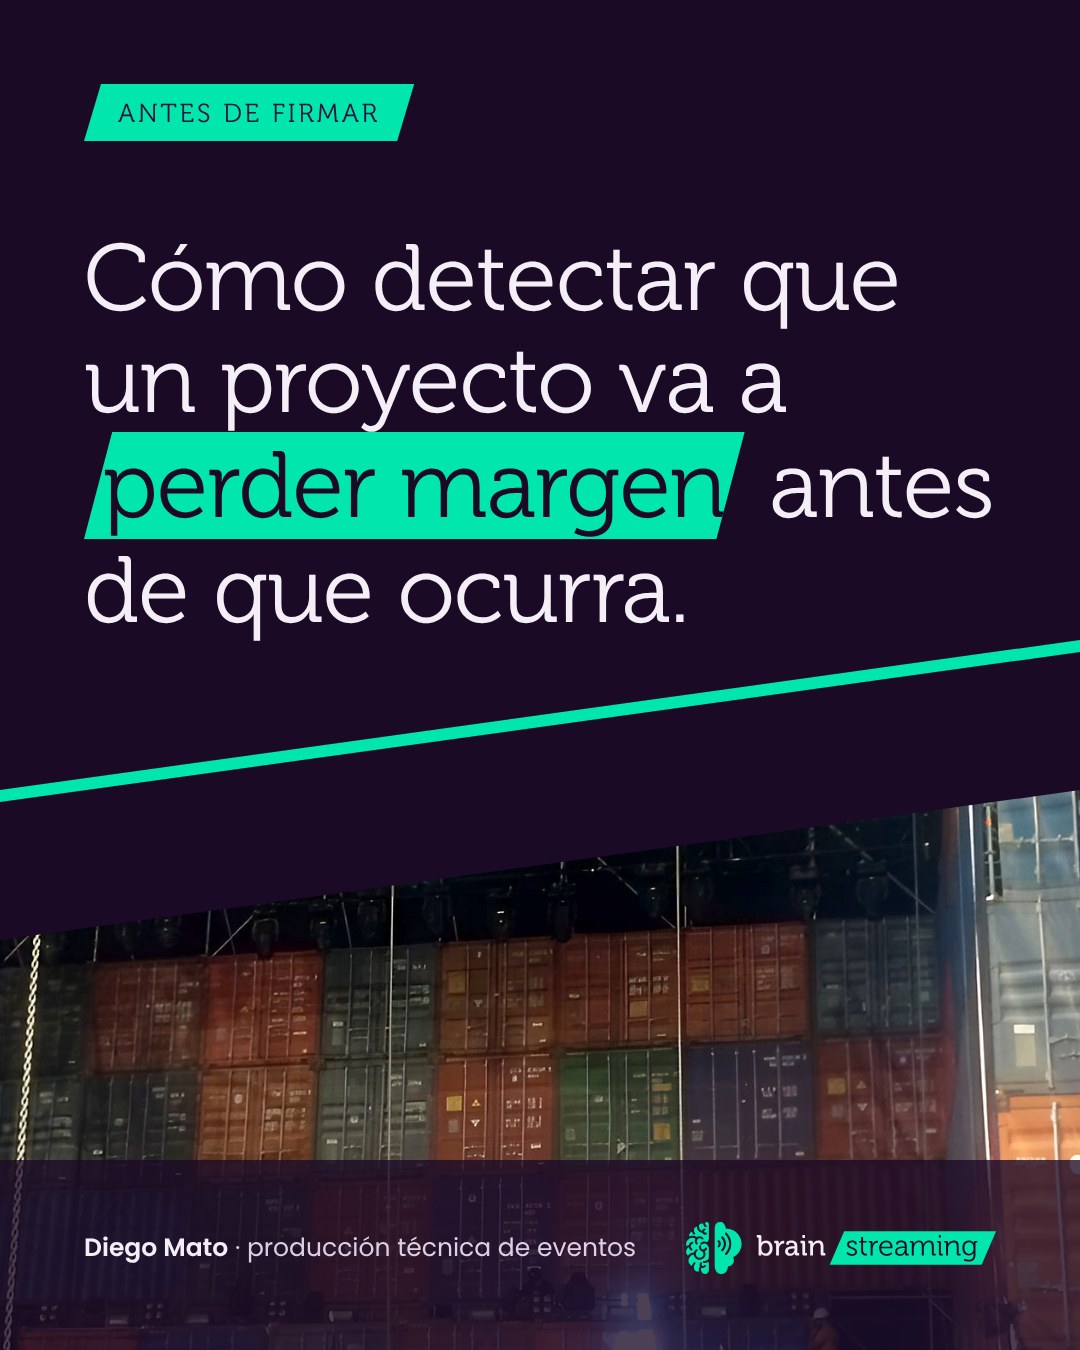 ANTES DE FIRMAR
Cómo detectar que
un proyecto va a
perder margen antes
de que ocurra.
Diego Mato · producción técnica de eventos
brain streaming